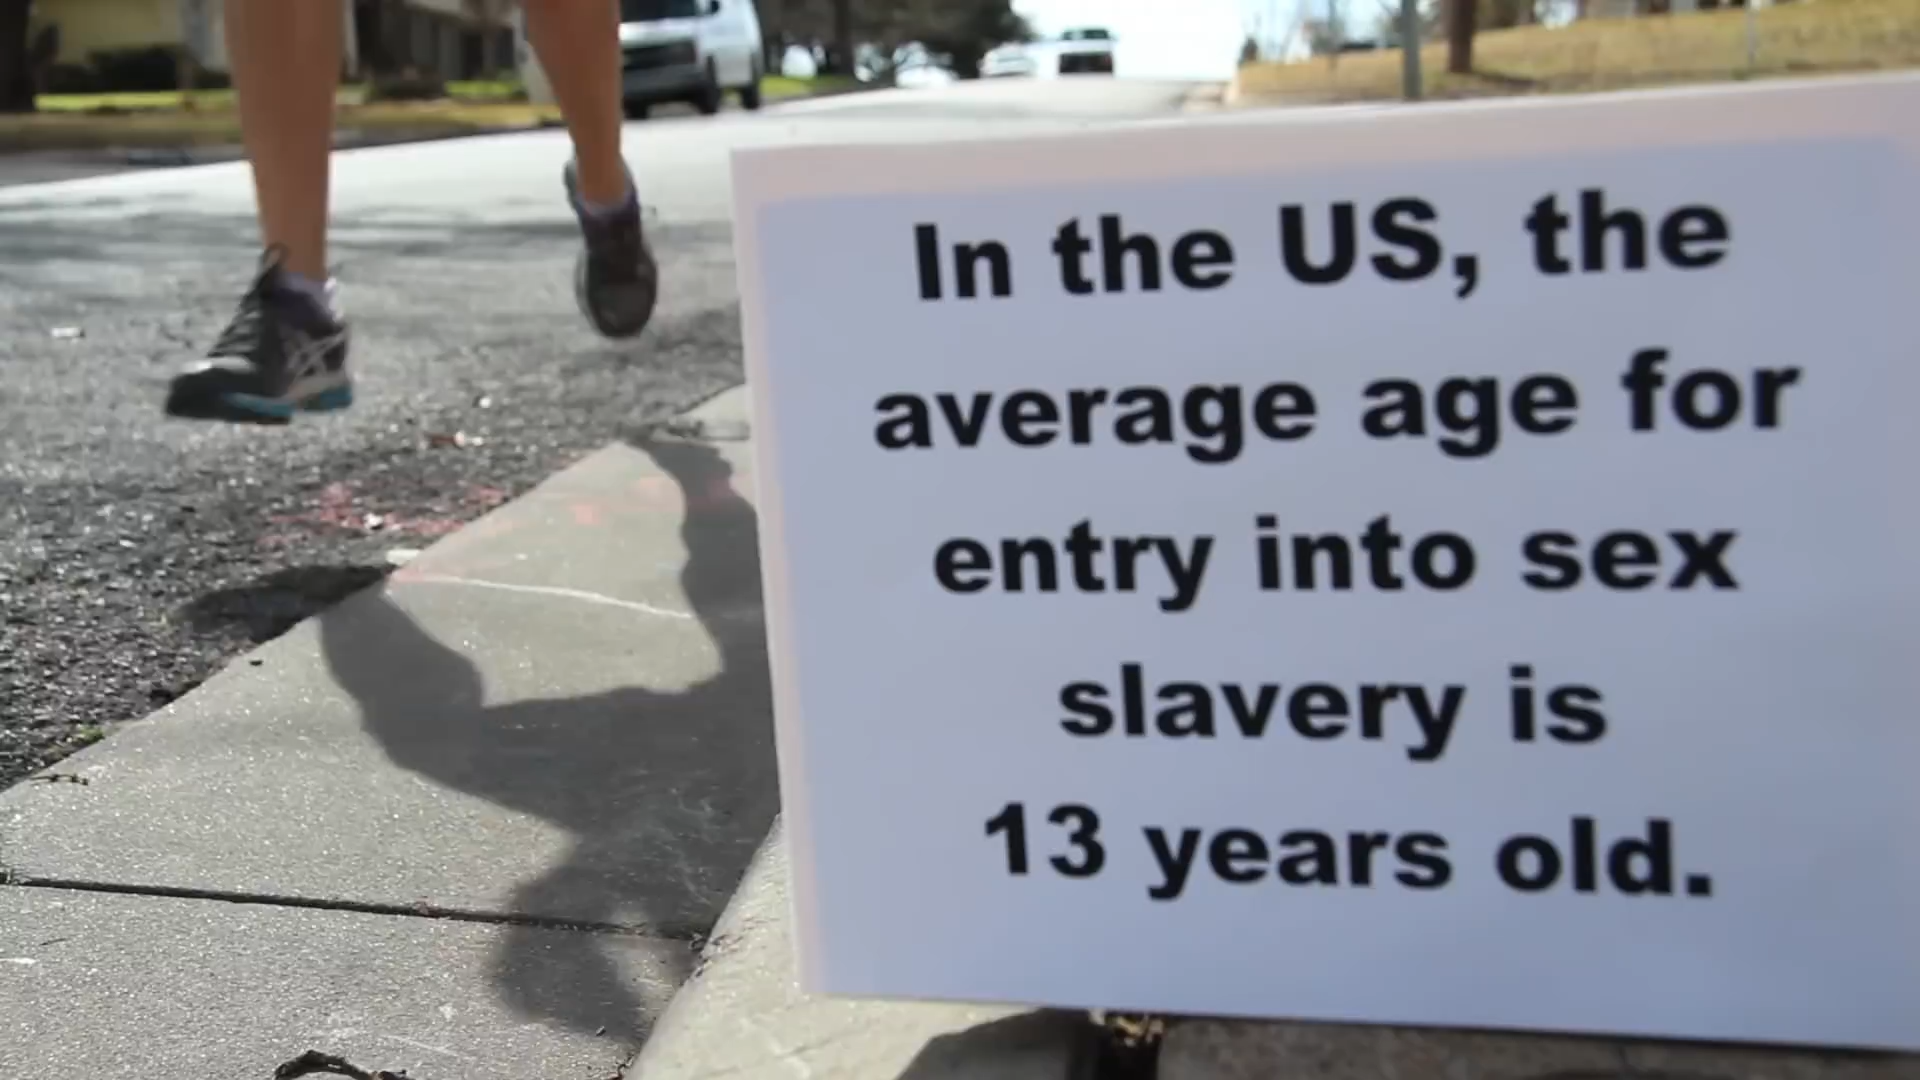 In the US, the
average age for
entry into sex
slavery is
13 years old.